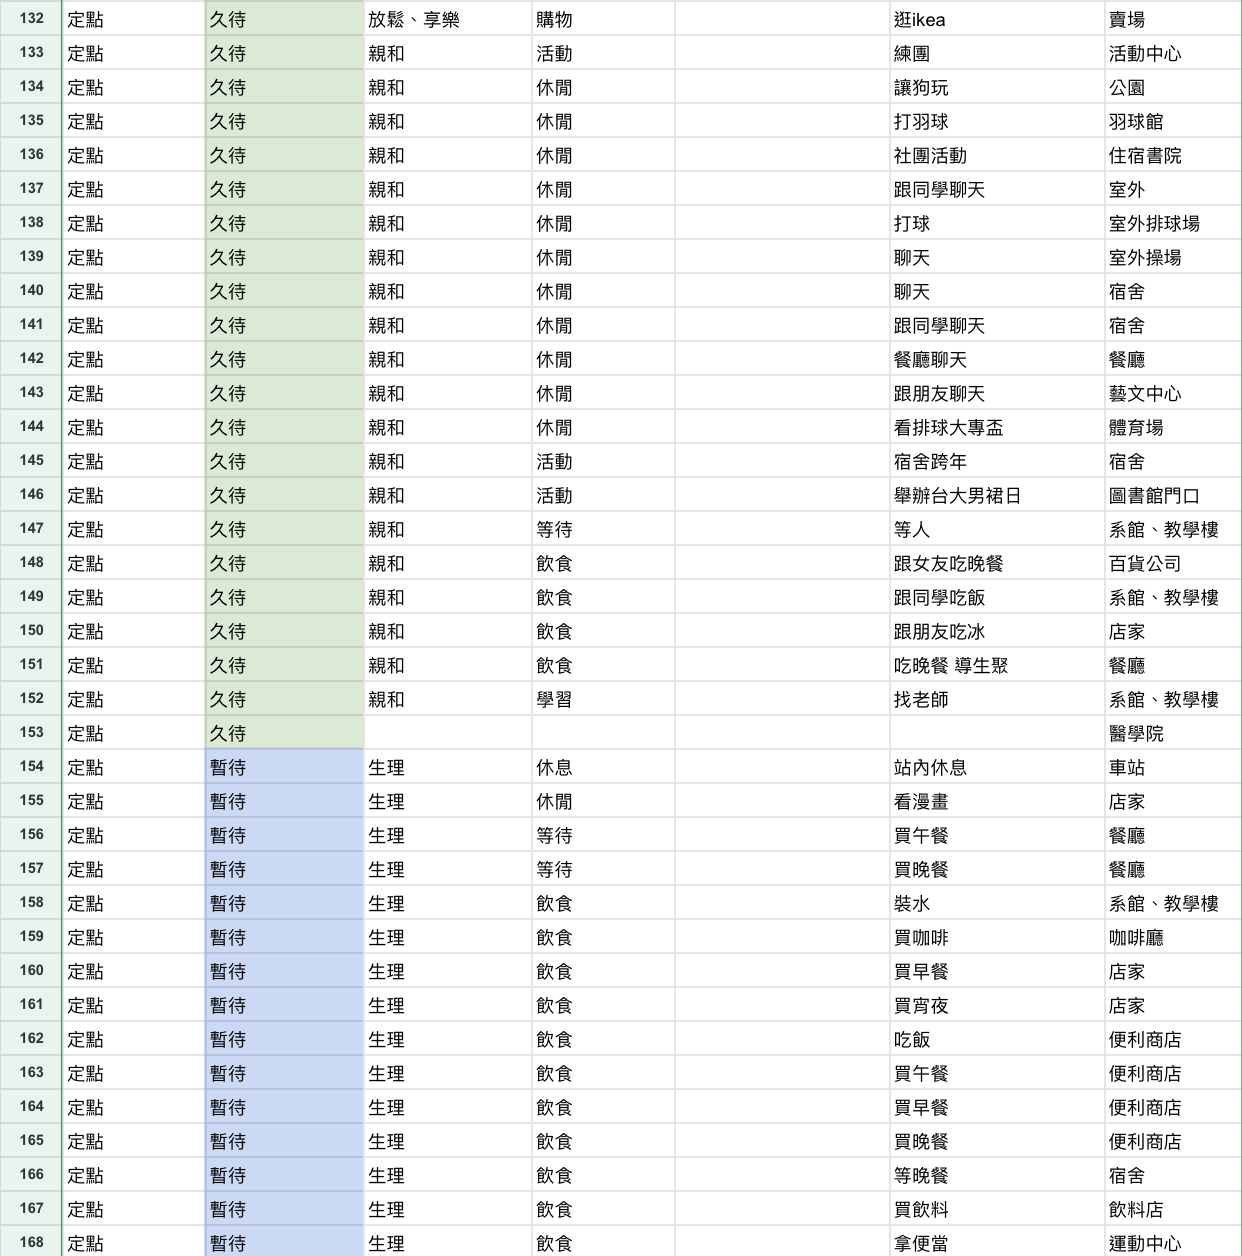 132 定點 久待 放鬆、享樂 購物 逛ikea 賣場
133 定點 久待 親和 活動 練團 活動中心
134 定點 久待 親和 休閒 讓狗玩 公園
135 定點 久待 親和 休閒 打羽球 羽球館
136 定點 久待 親和 休閒 社團活動 住宿書院
137 定點 久待 親和 休閒 跟同學聊天 室外
138 定點 久待 親和 休閒 打球 室外排球場
139 定點 久待 親和 休閒 聊天 室外操場
140 定點 久待 親和 休閒 聊天 宿舍
141 定點 久待 親和 休閒 跟同學聊天 宿舍
142 定點 久待 親和 休閒 餐廳聊天 餐廳
143 定點 久待 親和 休閒 跟朋友聊天 藝文中心
144 定點 久待 親和 休閒 看排球大專盃 體育場
145 定點 久待 親和 活動 宿舍跨年 宿舍
146 定點 久待 親和 活動 舉辦台大男裙日 圖書館門口
147 定點 久待 親和 等待 等人 系館、教學樓
148 定點 久待 親和 飲食 跟女友吃晚餐 百貨公司
149 定點 久待 親和 飲食 跟同學吃飯 系館、教學樓
150 定點 久待 親和 飲食 跟朋友吃冰 店家
151 定點 久待 親和 飲食 吃晚餐 導生聚 餐廳
152 定點 久待 親和 學習 找老師 系館、教學樓
153 定點 久待 醫學院
154 定點 暫待 生理 休息 站內休息 車站
155 定點 暫待 生理 休閒 看漫畫 店家
156 定點 暫待 生理 等待 買午餐 餐廳
157 定點 暫待 生理 等待 買晚餐 餐廳
158 定點 暫待 生理 飲食 裝水 系館、教學樓
159 定點 暫待 生理 飲食 買咖啡 咖啡廳
160 定點 暫待 生理 飲食 買早餐 店家
161 定點 暫待 生理 飲食 買宵夜 店家
162 定點 暫待 生理 飲食 吃飯 便利商店
163 定點 暫待 生理 飲食 買午餐 便利商店
164 定點 暫待 生理 飲食 買早餐 便利商店
165 定點 暫待 生理 飲食 買晚餐 便利商店
166 定點 暫待 生理 飲食 等晚餐 宿舍
167 定點 暫待 生理 飲食 買飲料 飲料店
168 定點 暫待 生理 飲食 拿便當 運動中心